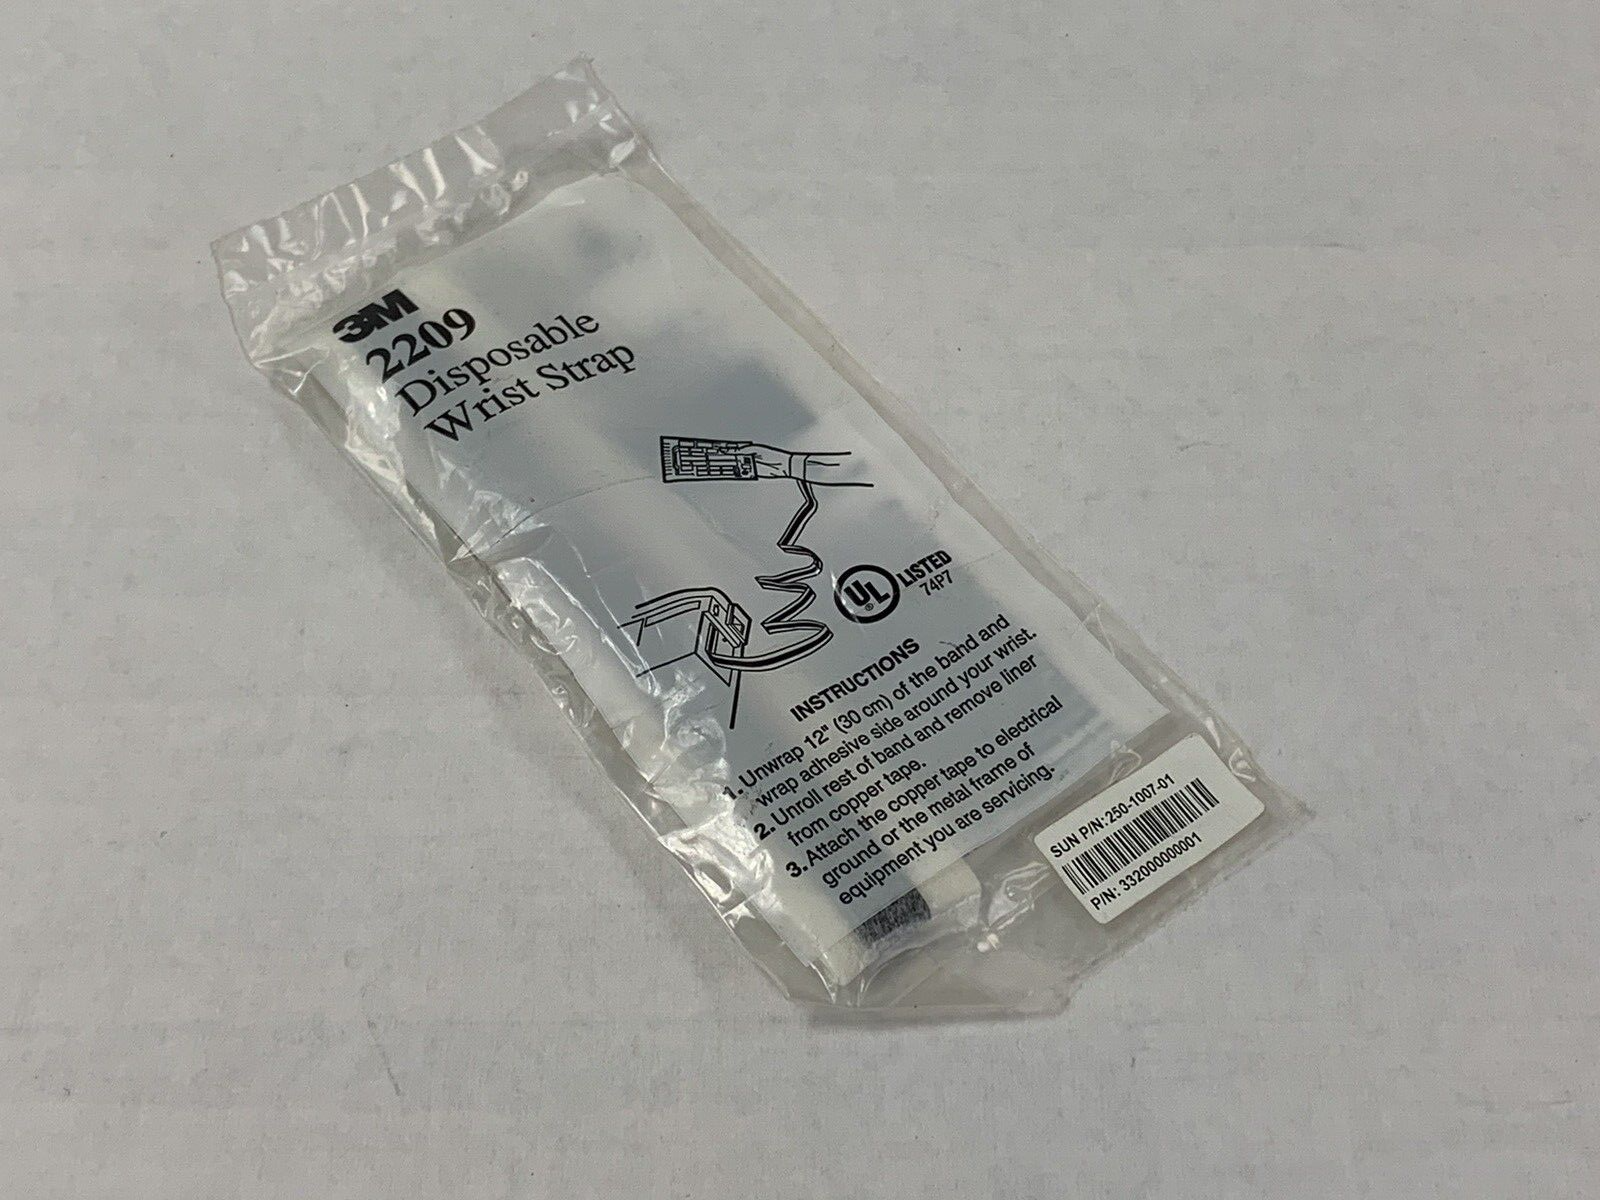 3M
2209
Disposable
Wrist Strap
UL
®
LISTED
74P7
INSTRUCTIONS
1. Unwrap 12" (30 cm) of the band and
wrap adhesive side around your wrist.
2. Unroll rest of band and remove liner
from copper tape.
3. Attach the copper tape to electrical
ground or the metal frame of
equipment you are servicing.
SUN P/N:250-1007-01
P/N: 33200000001